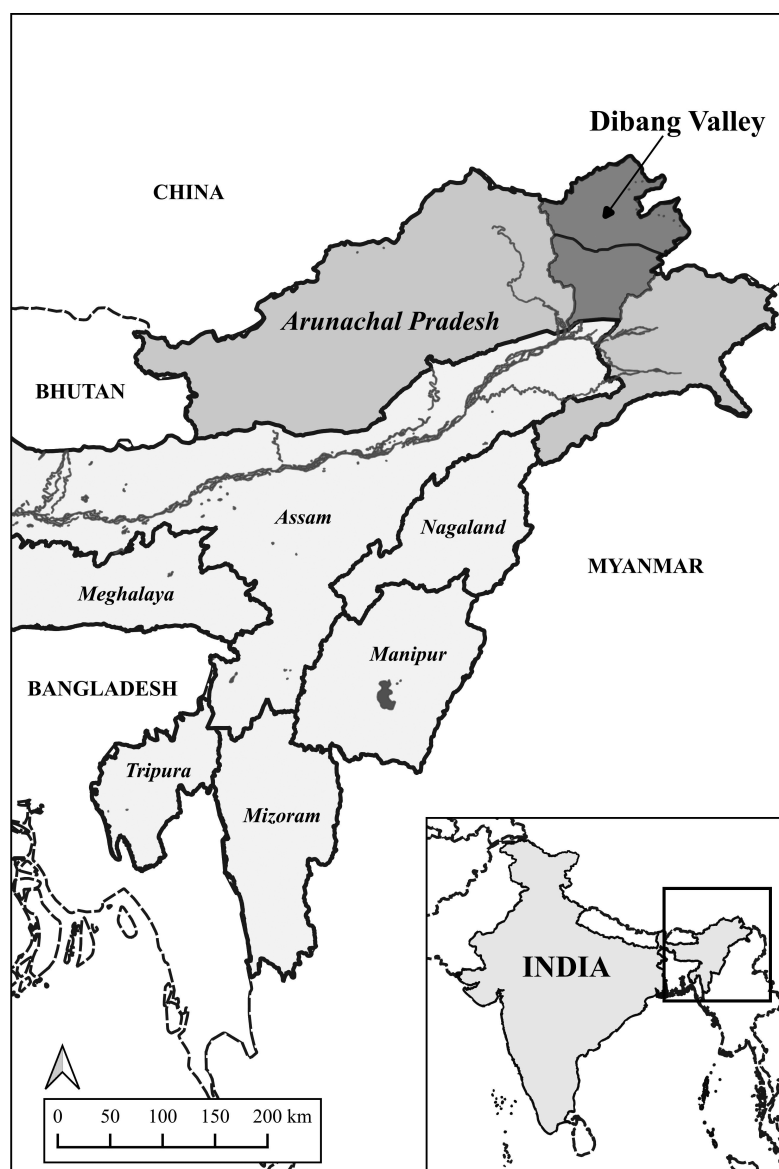 Dibang Valley
CHINA
Arunachal Pradesh
BHUTAN
Assam
Nagaland
MYANMAR
Meghalaya
Manipur
BANGLADESH
Tripura
Mizoram
INDIA
0 50 100 150 200 km